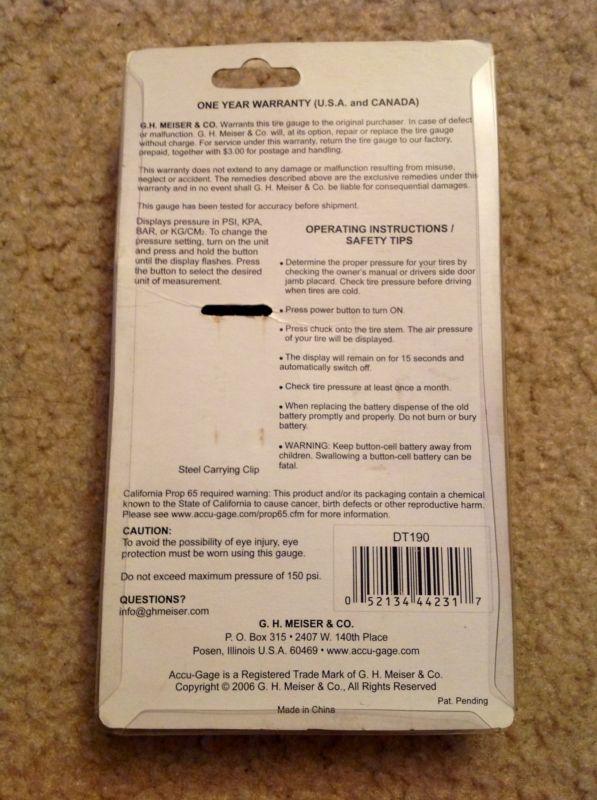 ONE YEAR WARRANTY (U.S.A. and CANADA)
G.H. MEISER & CO. Warrants this tire gauge to the original purchaser. In case of defect
or malfunction. G. H. Meiser & Co. will, at its option, repair or replace the tire gauge
without charge. For service under this warranty, return the tire gauge to our factory,
prepaid, together with $3.00 for postage and handling.
This warranty does not extend to any damage or malfunction resulting from misuse,
neglect or accident. The remedies described above are the exclusive remedies under this
warranty and in no event shall G. H. Meiser & Co. be liable for consequential damages.
This gauge has been tested for accuracy before shipment.
Displays pressure in PSI, KPA,
BAR, or KG/CM2. To change the
pressure setting, turn on the unit
and press and hold the button
until the display flashes. Press
the button to select the desired
unit of measurement.
Steel Carrying Clip
OPERATING INSTRUCTIONS /
SAFETY TIPS
• Determine the proper pressure for your tires by
checking the owner's manual or drivers side door
jamb placard. Check tire pressure before driving
when tires are cold.
• Press power button to turn ON.
• Press chuck onto the tire stem. The air pressure
of your tire will be displayed.
• The display will remain on for 15 seconds and
automatically switch off.
• Check tire pressure at least once a month.
• When replacing the battery dispense of the old
battery promptly and properly. Do not burn or bury
battery.
• WARNING: Keep button-cell battery away from
children. Swallowing a button-cell battery can be
fatal.
California Prop 65 required warning: This product and/or its packaging contain a chemical
known to the State of California to cause cancer, birth defects or other reproductive harm.
Please see www.accu-gage.com/prop65.cfm for more information.
CAUTION:
To avoid the possibility of eye injury, eye
protection must be worn using this gauge.
Do not exceed maximum pressure of 150 psi.
QUESTIONS?
info@ghmeiser.com
DT190
0 52134 44231 7
G. H. MEISER & CO.
P. O. Box 315 • 2407 W. 140th Place
Posen, Illinois U.S.A. 60469 • www.accu-gage.com
Accu-Gage is a Registered Trade Mark of G. H. Meiser & Co.
Copyright © 2006 G. H. Meiser & Co., All Rights Reserved
Pat. Pending
Made in China